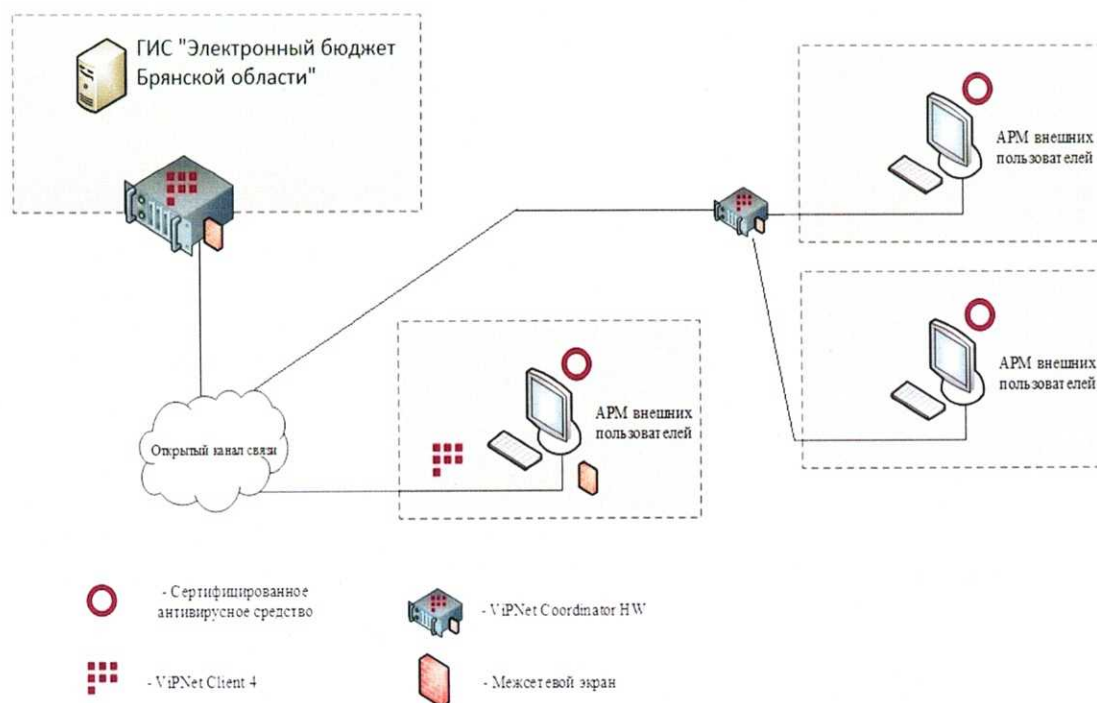 ГИС "Электронный бюджет
Брянской области"
АРМ внешних
пользователей
АРМ внешних
пользователей
АРМ внешних
пользователей
Открытый канал связи
- Сертифицированное
антивирусное средство
- ViPNet Coordinator HW
- ViPNet Client 4
- Межсетевой экран